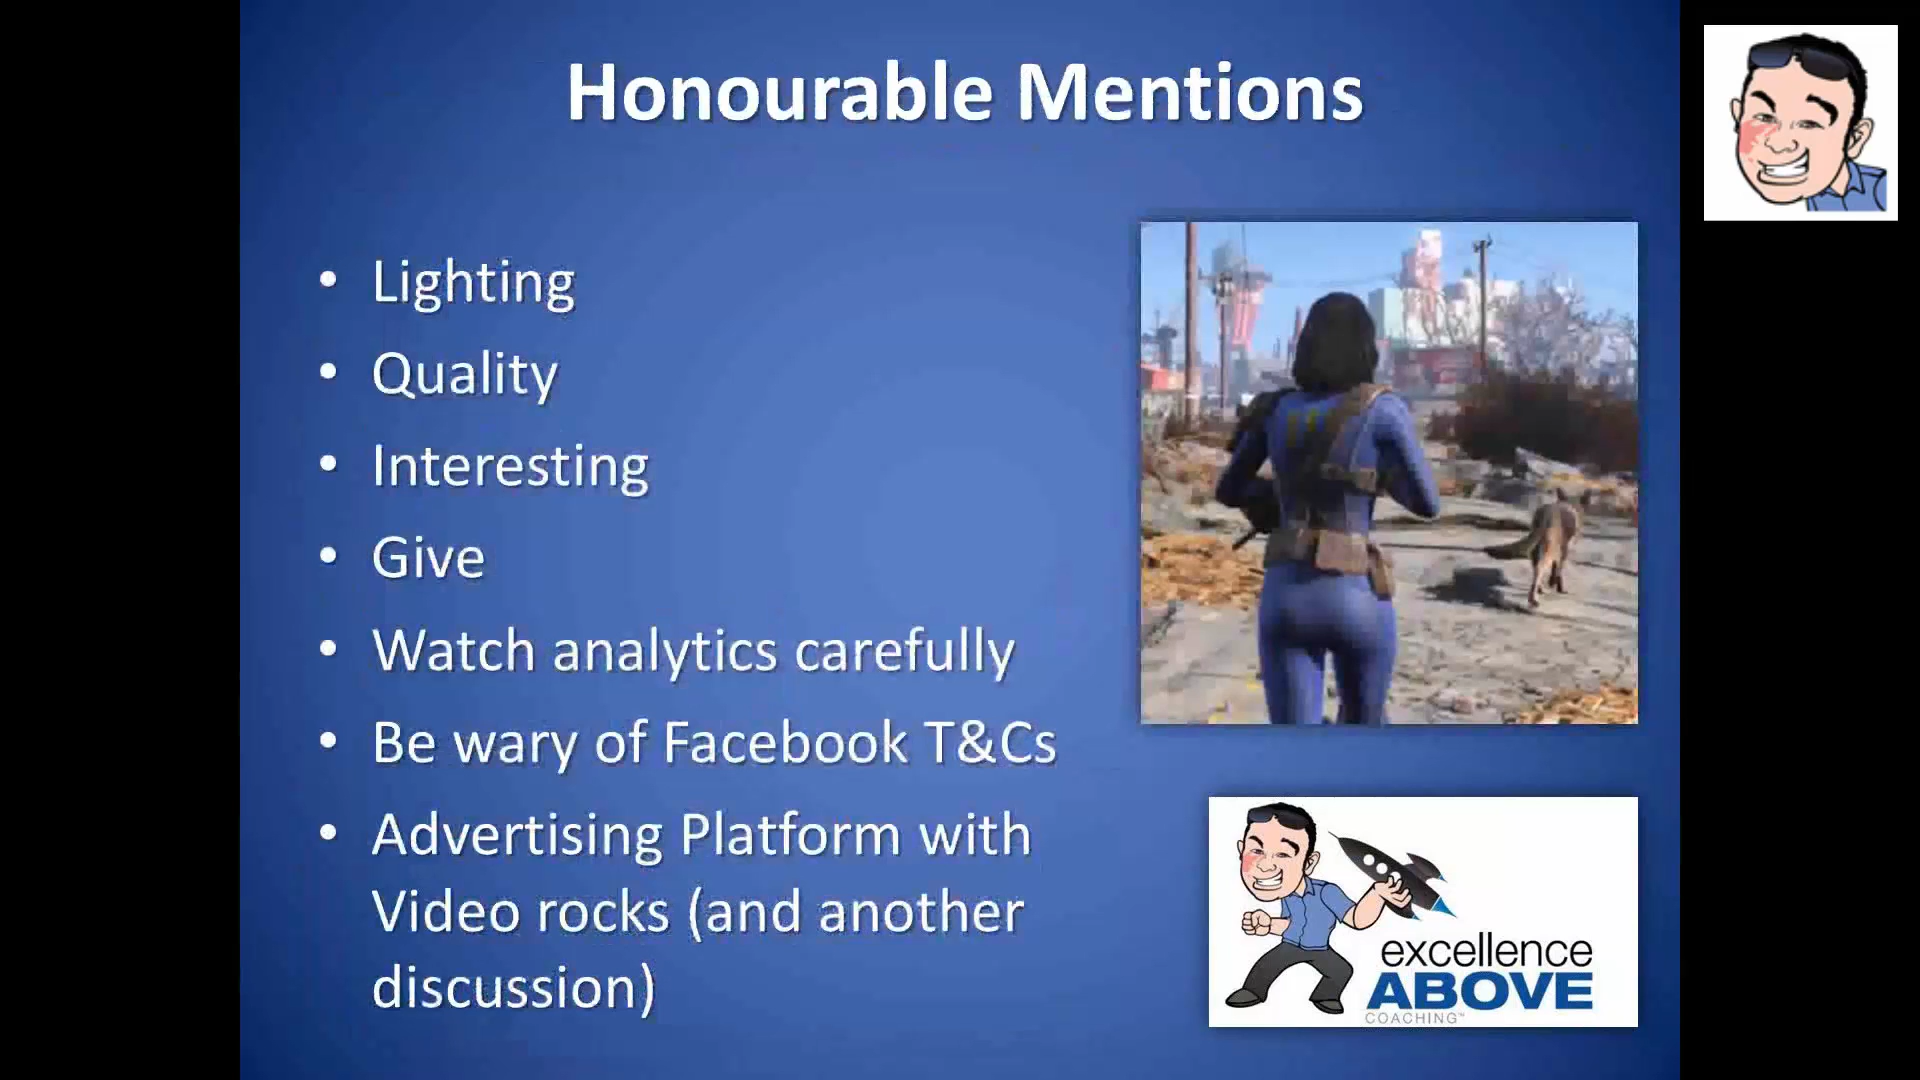 Honourable Mentions
• Lighting
• Quality
• Interesting
• Give
• Watch analytics carefully
• Be wary of Facebook T&Cs
• Advertising Platform with
Video rocks (and another
discussion)
excellence
ABOVE
COACHING™